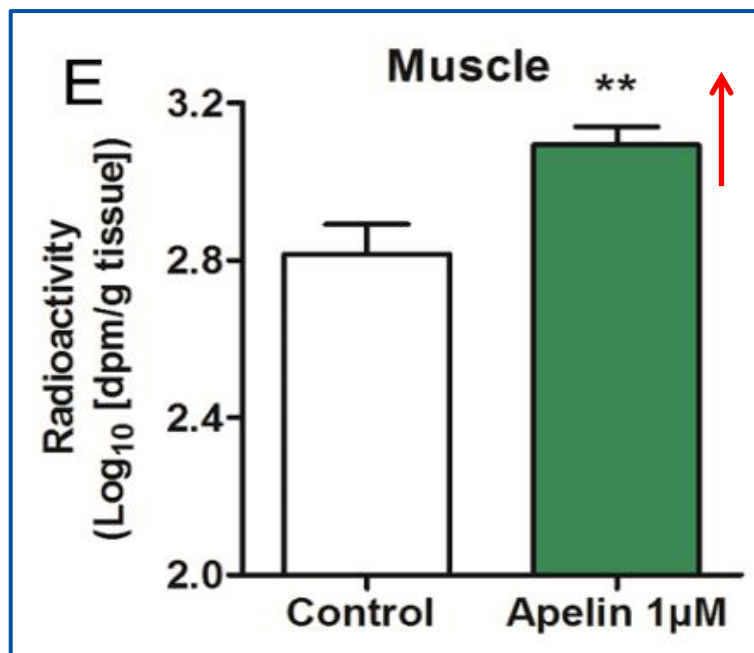 E
Muscle
**
3.2
2.8
2.4
2.0
Radioactivity
(Log₁₀ [dpm/g tissue])
Control
Apelin 1µM